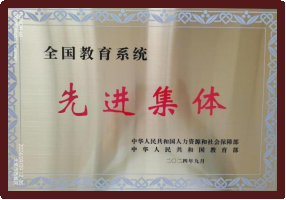 全国教育系统
先进集体
中华人民共和国人力资源和社会保障部
中华人民共和国教育部
二〇二四年九月